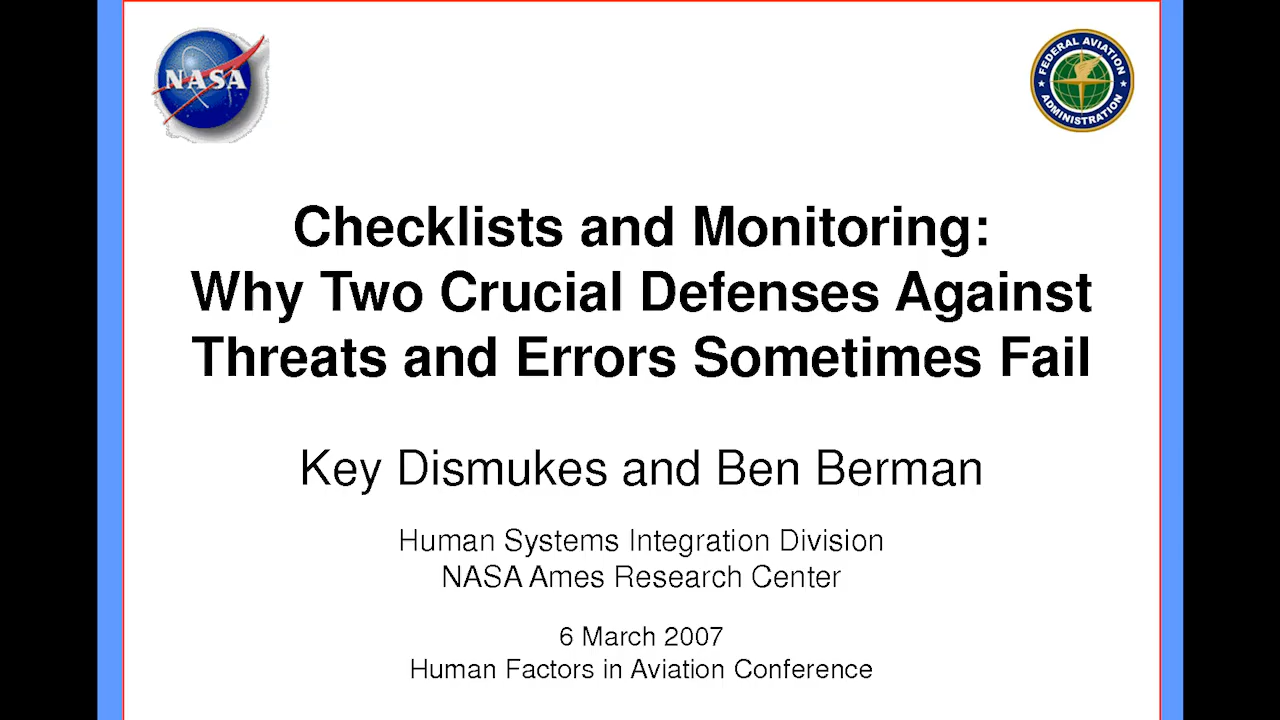 NASA
FEDERAL AVIATION
ADMINISTRATION
Checklists and Monitoring:
Why Two Crucial Defenses Against
Threats and Errors Sometimes Fail
Key Dismukes and Ben Berman
Human Systems Integration Division
NASA Ames Research Center
6 March 2007
Human Factors in Aviation Conference